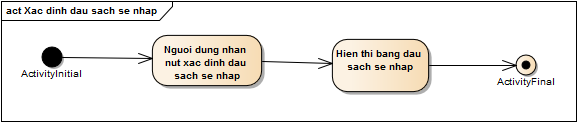 act Xac dinh dau sach se nhap
Nguoi dung nhan
nut xac dinh dau
sach se nhap
Hien thi bang dau
sach se nhap
ActivityInitial
ActivityFinal